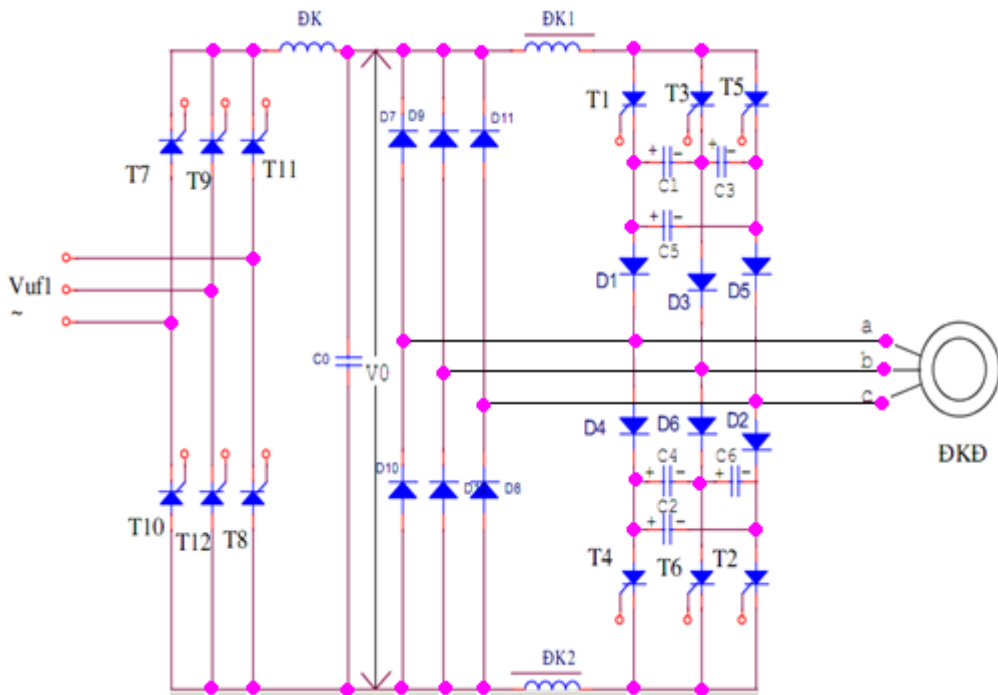 ĐK
ĐK1
T1
T3
T5
D7
D9
D11
T7
T9
T11
+ -
C1
+ -
C3
+ -
C5
Vuf1
~
D1
D3
D5
a
C0
V0
b
c
D4
D6
D2
ĐKĐ
+ -
C4
C6
+ -
D10
D8
C2
+ -
T10
T12
T8
T4
T6
T2
ĐK2